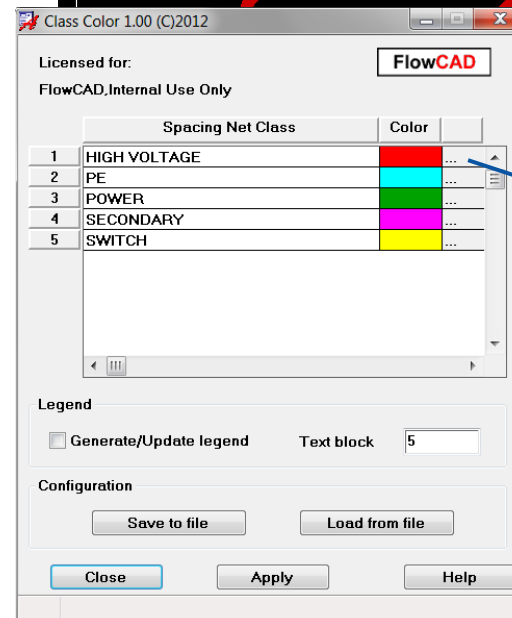 Class Color 1.00 (C)2012
Licensed for:
FlowCAD
FlowCAD,Internal Use Only
Spacing Net Class Color
1 HIGH VOLTAGE ...
2 PE ...
3 POWER ...
4 SECONDARY ...
5 SWITCH ...
Legend
Generate/Update legend Text block 5
Configuration
Save to file Load from file
Close Apply Help